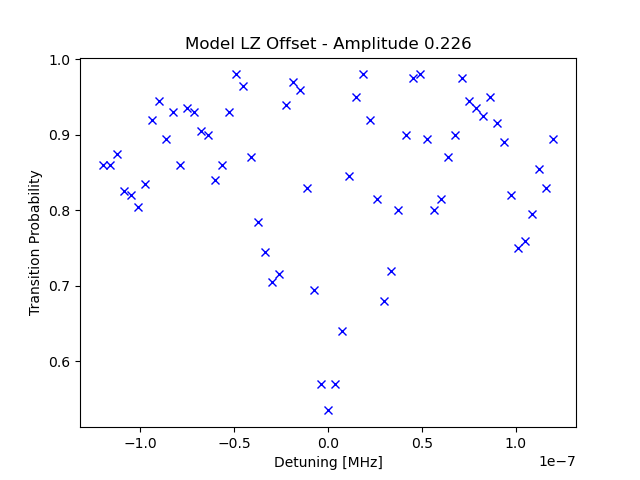 Model LZ Offset - Amplitude 0.226
1.0
0.9
0.8
0.7
0.6
Transition Probability
−1.0 −0.5 0.0 0.5 1.0
1e−7
Detuning [MHz]